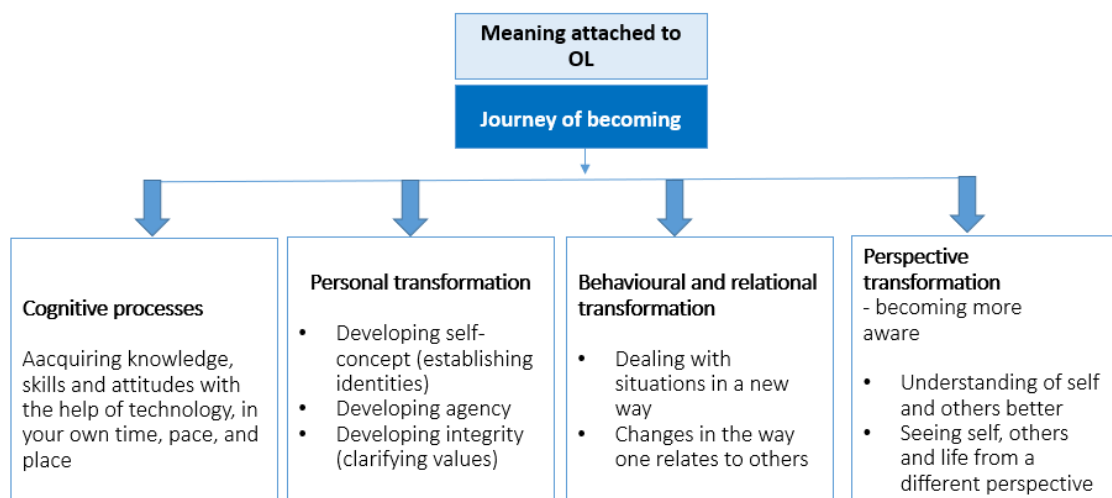 Meaning attached to
OL
Journey of becoming
Cognitive processes
Aacquiring knowledge,
skills and attitudes with
the help of technology, in
your own time, pace, and
place
Personal transformation
• Developing self-
concept (establishing
identities)
• Developing agency
• Developing integrity
(clarifying values)
Behavioural and relational
transformation
• Dealing with
situations in a new
way
• Changes in the way
one relates to others
Perspective
transformation
- becoming more
aware
• Understanding of self
and others better
• Seeing self, others
and life from a
different perspective